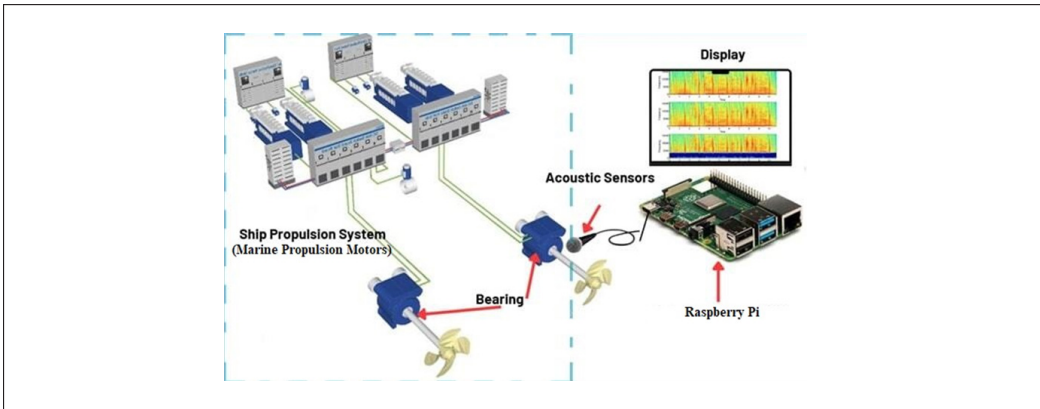 Display
Acoustic Sensors
Ship Propulsion System
(Marine Propulsion Motors)
Bearing
Raspberry Pi